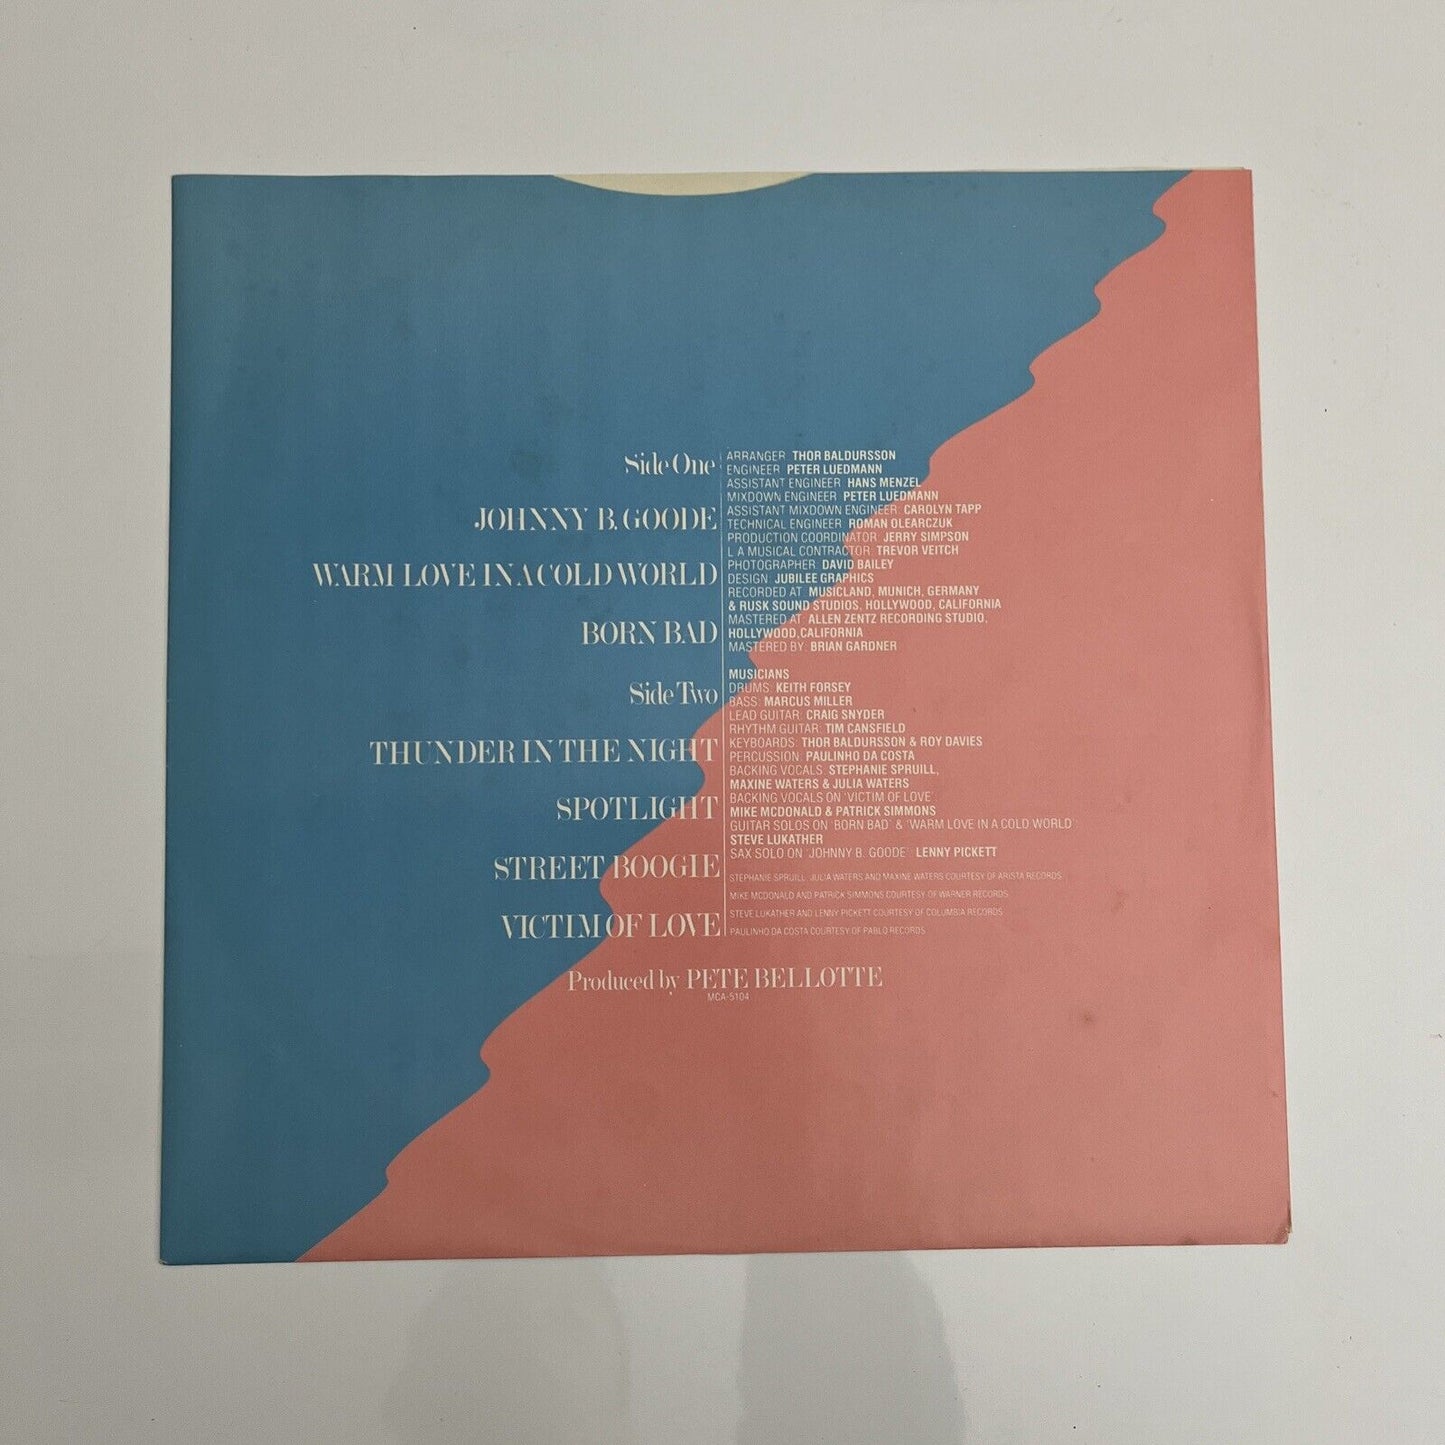 Side One
JOHNNY B. GOODE
WARM LOVE IN A COLD WORLD
BORN BAD
Side Two
THUNDER IN THE NIGHT
SPOTLIGHT
STREET BOOGIE
VICTIM OF LOVE
ARRANGER: THOR BALDURSSON
ENGINEER: PETER LUEDMANN
ASSISTANT ENGINEER: HANS MENZEL
MIXDOWN ENGINEER: PETER LUEDMANN
ASSISTANT MIXDOWN ENGINEER: CAROLYN TAPP
TECHNICAL ENGINEER: ROMAN OLEARCZUK
PRODUCTION COORDINATOR: JERRY SIMPSON
L A MUSICAL CONTRACTOR: TREVOR VEITCH
PHOTOGRAPHER: DAVID BAILEY
DESIGN: JUBILEE GRAPHICS
RECORDED AT: MUSICLAND, MUNICH, GERMANY
& RUSK SOUND STUDIOS, HOLLYWOOD, CALIFORNIA
MASTERED AT: ALLEN ZENTZ RECORDING STUDIO,
HOLLYWOOD, CALIFORNIA
MASTERED BY: BRIAN GARDNER
MUSICIANS
DRUMS: KEITH FORSEY
BASS: MARCUS MILLER
LEAD GUITAR: CRAIG SNYDER
RHYTHM GUITAR: TIM CANSFIELD
KEYBOARDS: THOR BALDURSSON & ROY DAVIES
PERCUSSION: PAULINHO DA COSTA
BACKING VOCALS: STEPHANIE SPRUILL,
MAXINE WATERS & JULIA WATERS
BACKING VOCALS ON 'VICTIM OF LOVE':
MIKE MCDONALD & PATRICK SIMMONS
GUITAR SOLOS ON 'BORN BAD' & 'WARM LOVE IN A COLD WORLD':
STEVE LUKATHER
SAX SOLO ON 'JOHNNY B. GOODE': LENNY PICKETT
STEPHANIE SPRUILL, JULIA WATERS AND MAXINE WATERS COURTESY OF ARISTA RECORDS
MIKE MCDONALD AND PATRICK SIMMONS COURTESY OF WARNER RECORDS
STEVE LUKATHER AND LENNY PICKETT COURTESY OF COLUMBIA RECORDS
PAULINHO DA COSTA COURTESY OF PABLO RECORDS
Produced by PETE BELLOTTE
MCA-5104